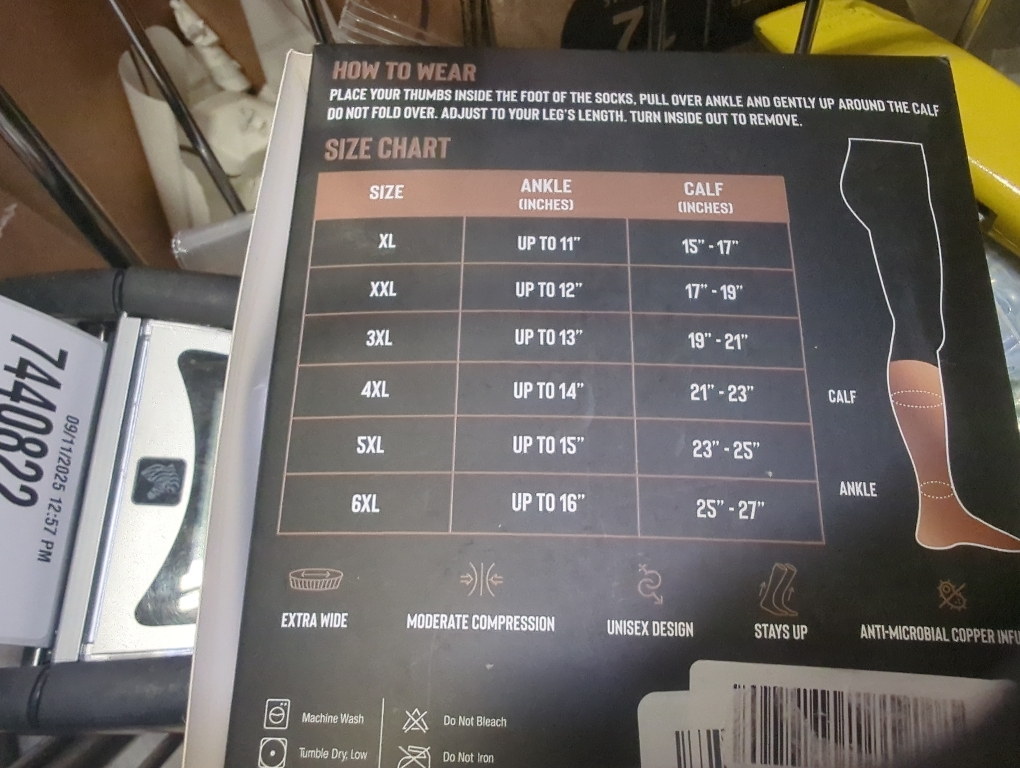 7
HOW TO WEAR
PLACE YOUR THUMBS INSIDE THE FOOT OF THE SOCKS, PULL OVER ANKLE AND GENTLY UP AROUND THE CALF
DO NOT FOLD OVER. ADJUST TO YOUR LEG'S LENGTH. TURN INSIDE OUT TO REMOVE.
SIZE CHART
SIZE ANKLE (INCHES) CALF (INCHES)
XL UP TO 11" 15" - 17"
XXL UP TO 12" 17" - 19"
3XL UP TO 13" 19" - 21"
4XL UP TO 14" 21" - 23"
5XL UP TO 15" 23" - 25"
6XL UP TO 16" 25" - 27"
CALF
ANKLE
EXTRA WIDE
MODERATE COMPRESSION
UNISEX DESIGN
STAYS UP
ANTI-MICROBIAL COPPER INFU
Machine Wash
Do Not Bleach
Tumble Dry, Low
Do Not Iron
7440822
09/11/2025 12:57 PM